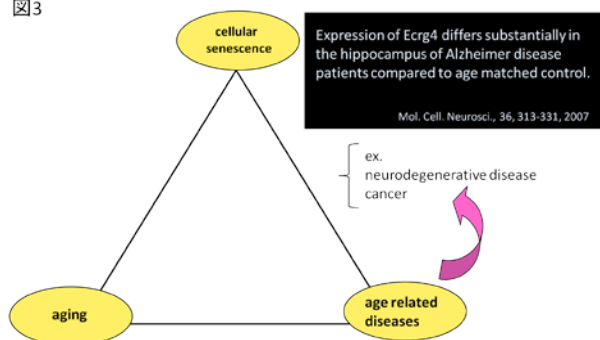 図3
cellular
senescence
Expression of Ecrg4 differs substantially in
the hippocampus of Alzheimer disease
patients compared to age matched control.
Mol. Cell. Neurosci., 36, 313-331, 2007
ex.
neurodegenerative disease
cancer
aging
age related
diseases